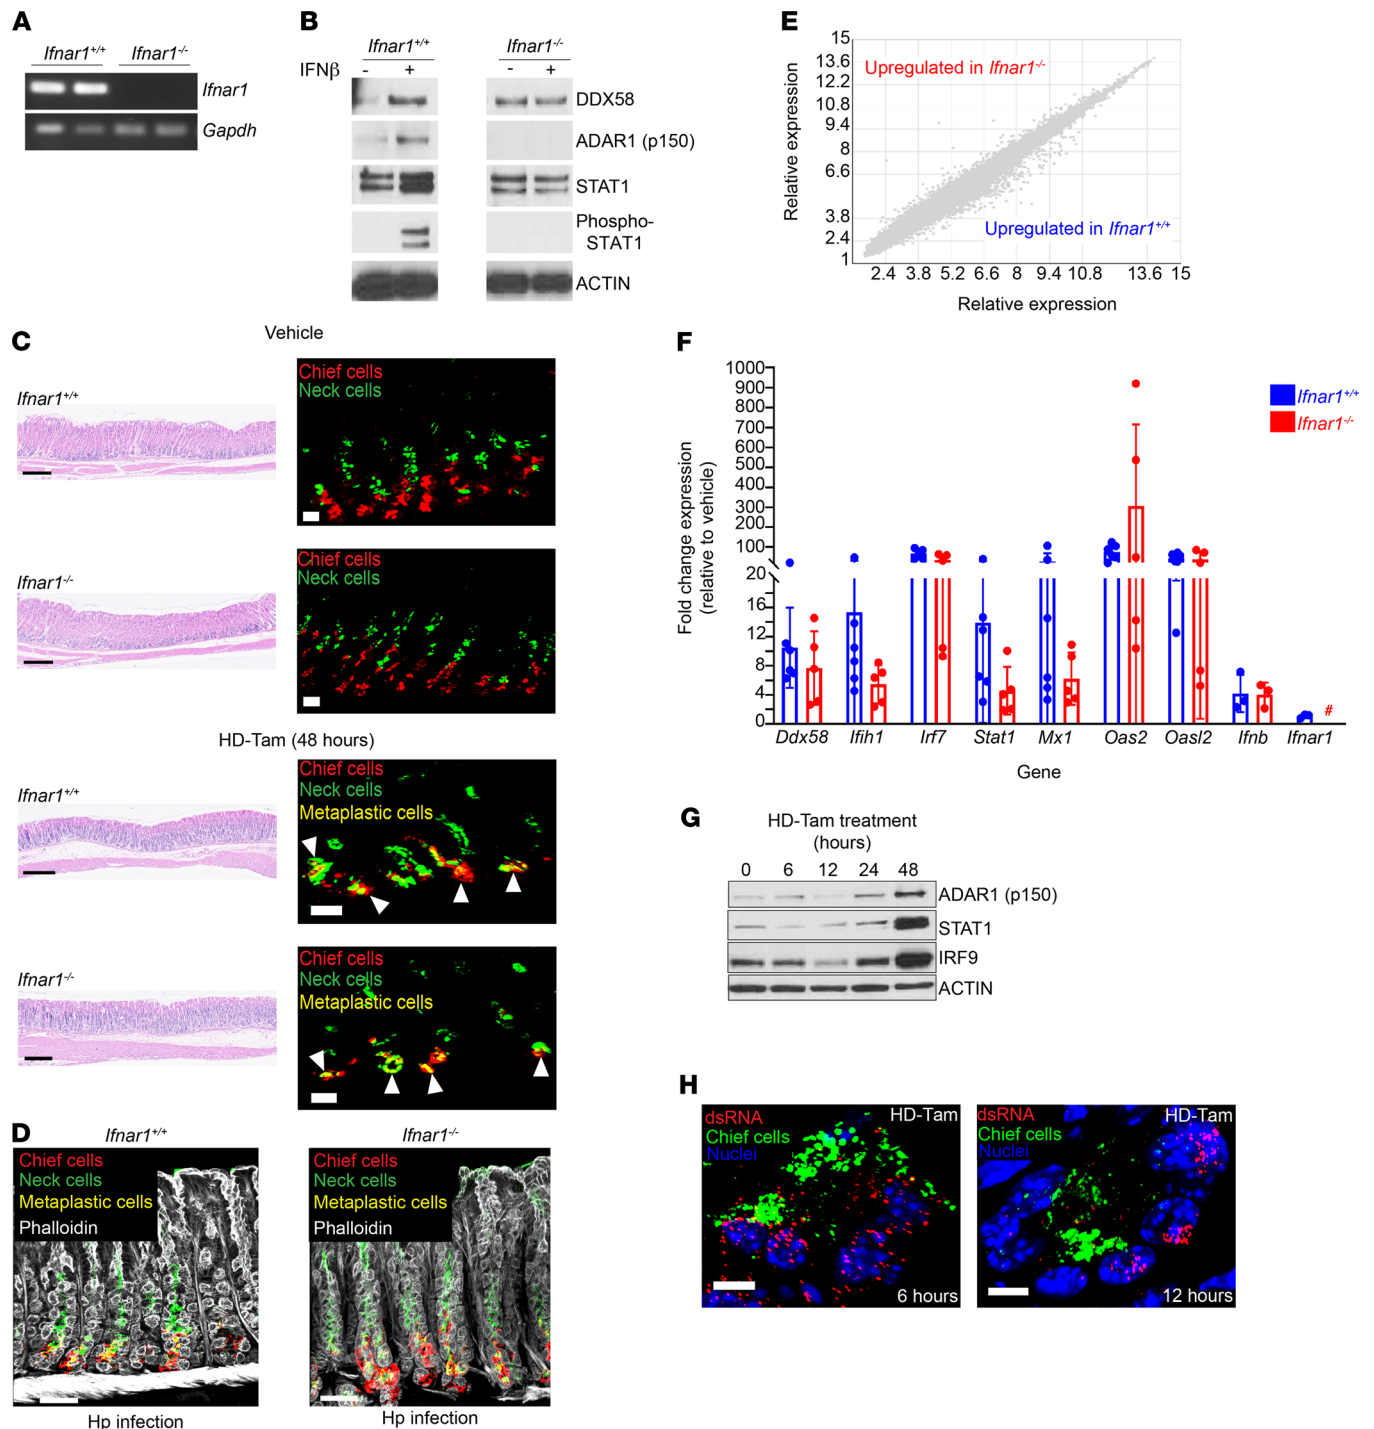 A
Ifnar1+/+ Ifnar1-/-
Ifnar1
Gapdh
B
Ifnar1+/+ Ifnar1-/-
IFNβ - + - +
DDX58
ADAR1 (p150)
STAT1
Phospho-
STAT1
ACTIN
C
Vehicle
Ifnar1+/+
Chief cells
Neck cells
Ifnar1-/-
Chief cells
Neck cells
HD-Tam (48 hours)
Ifnar1+/+
Chief cells
Neck cells
Metaplastic cells
Ifnar1-/-
Chief cells
Neck cells
Metaplastic cells
D
Ifnar1+/+
Chief cells
Neck cells
Metaplastic cells
Phalloidin
Hp infection
Ifnar1-/-
Chief cells
Neck cells
Metaplastic cells
Phalloidin
Hp infection
E
Relative expression
15
13.6
12.2
10.8
9.4
8
6.6
3.8
2.4
1
Upregulated in Ifnar1-/-
Upregulated in Ifnar1+/+
2.4 3.8 5.2 6.6 8 9.4 10.8 13.6 15
Relative expression
F
Fold change expression
(relative to vehicle)
1000
900
800
700
600
500
400
300
200
100
20
16
12
8
4
0
Ifnar1+/+
Ifnar1-/-
#
Ddx58 Ifih1 Irf7 Stat1 Mx1 Oas2 Oasl2 Ifnb Ifnar1
Gene
G
HD-Tam treatment
(hours)
0 6 12 24 48
ADAR1 (p150)
STAT1
IRF9
ACTIN
H
dsRNA HD-Tam
Chief cells
Nuclei
6 hours
dsRNA HD-Tam
Chief cells
Nuclei
12 hours